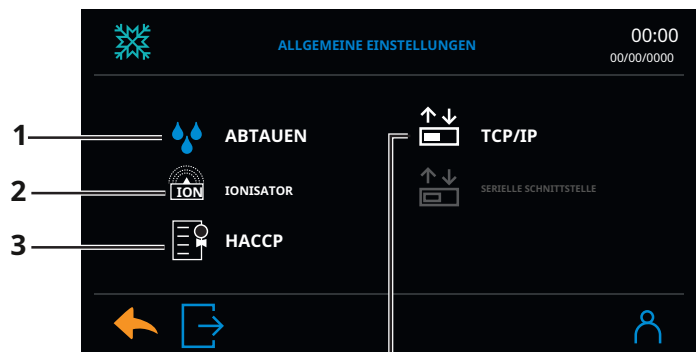 ALLGEMEINE EINSTELLUNGEN
00:00
00/00/0000
1
ABTAUEN
TCP/IP
2
ION
IONISATOR
SERIELLE SCHNITTSTELLE
3
HACCP